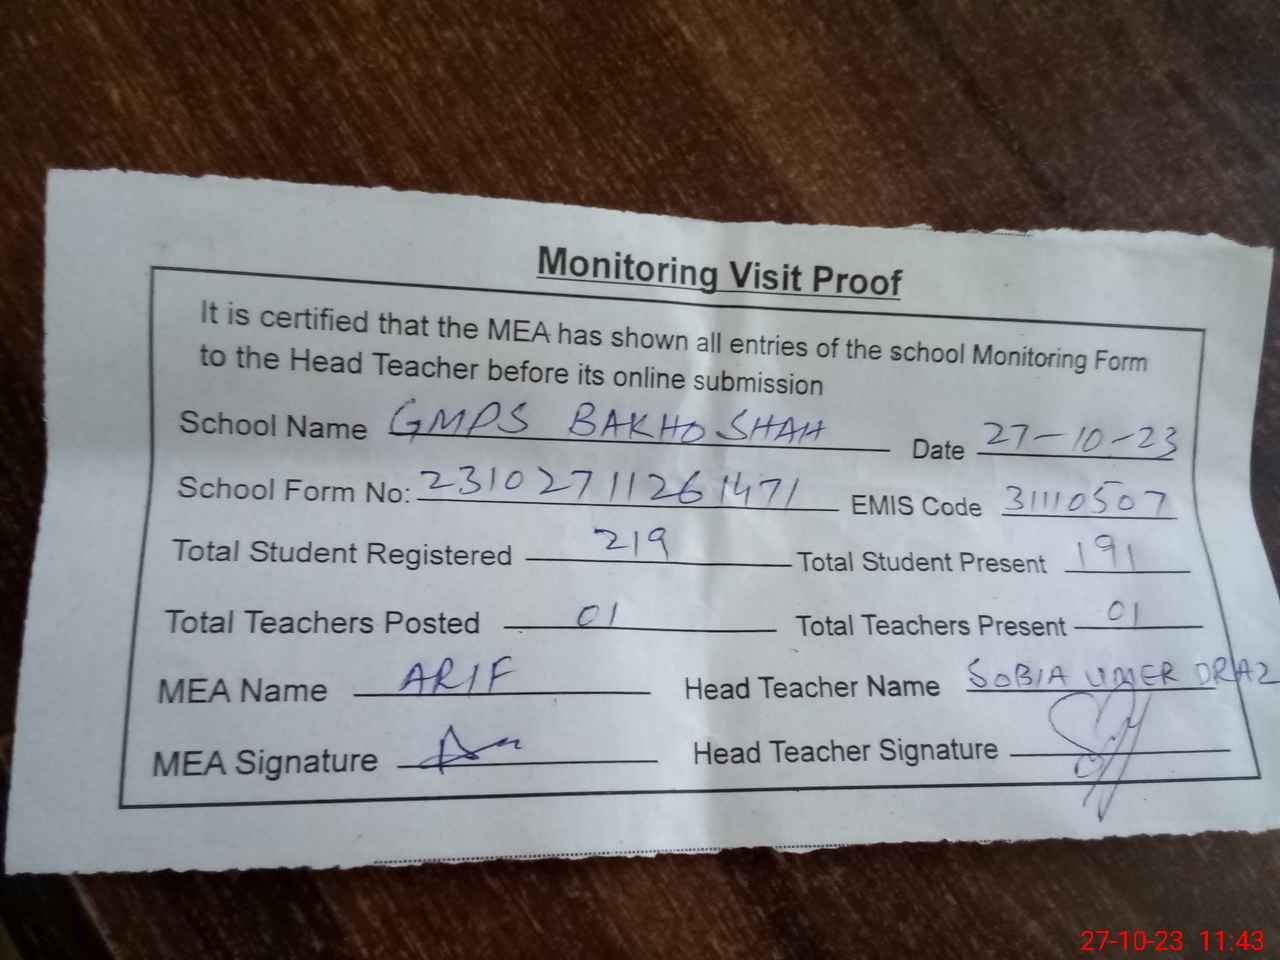 Monitoring Visit Proof
It is certified that the MEA has shown all entries of the school Monitoring Form
to the Head Teacher before its online submission
School Name GMPS BAKHO SHAH Date 27-10-23
School Form No: 23102711261471 EMIS Code 31110507
Total Student Registered 219 Total Student Present 191
Total Teachers Posted 01 Total Teachers Present 01
MEA Name ARIF Head Teacher Name SOBIA UMER DRAZ
MEA Signature Head Teacher Signature
27-10-23 11:43